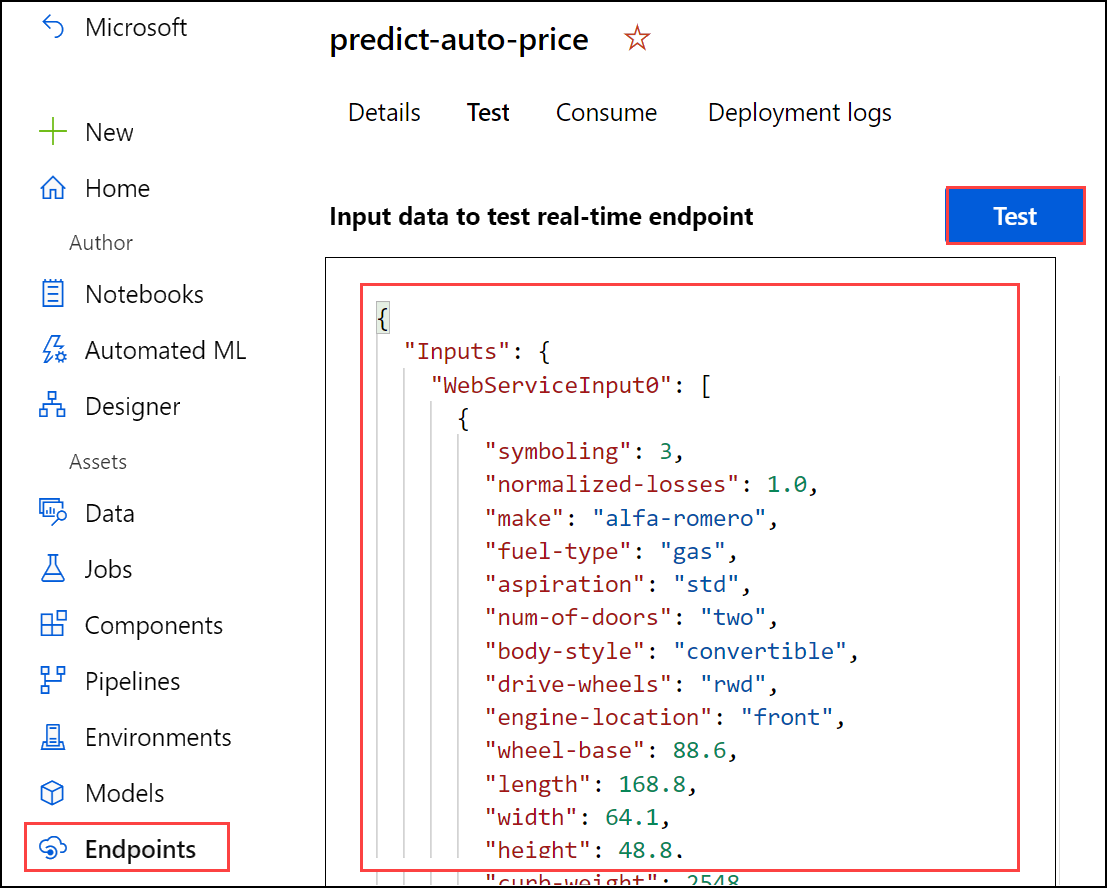 Microsoft
New
Home
Author
Notebooks
Automated ML
Designer
Assets
Data
Jobs
Components
Pipelines
Environments
Models
Endpoints
predict-auto-price
Details Test Consume Deployment logs
Input data to test real-time endpoint
Test
{
"Inputs": {
"WebServiceInput0": [
{
"symboling": 3,
"normalized-losses": 1.0,
"make": "alfa-romero",
"fuel-type": "gas",
"aspiration": "std",
"num-of-doors": "two",
"body-style": "convertible",
"drive-wheels": "rwd",
"engine-location": "front",
"wheel-base": 88.6,
"length": 168.8,
"width": 64.1,
"height": 48.8,
"curb-weight": 2548